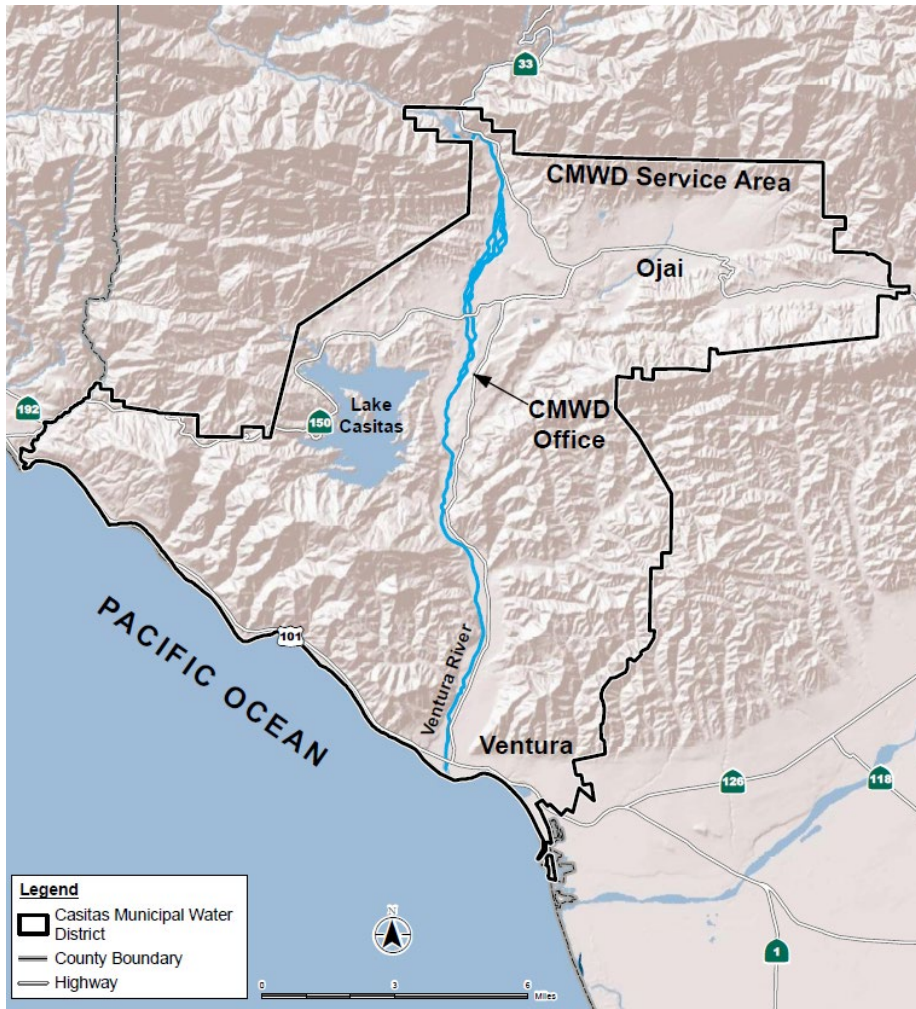 33
CMWD Service Area
Ojai
CMWD
Office
Lake
Casitas
192
150
101
PACIFIC OCEAN
Ventura River
Ventura
126
118
1
Legend
Casitas Municipal Water
District
County Boundary
Highway
N
0 3 6
Miles